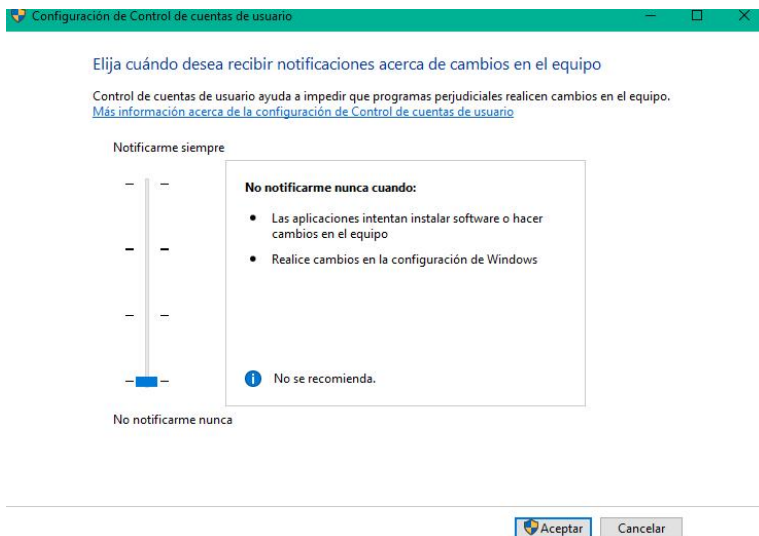 Configuración de Control de cuentas de usuario
Elija cuándo desea recibir notificaciones acerca de cambios en el equipo
Control de cuentas de usuario ayuda a impedir que programas perjudiciales realicen cambios en el equipo.
Más información acerca de la configuración de Control de cuentas de usuario
Notificarme siempre
No notificarme nunca cuando:
Las aplicaciones intentan instalar software o hacer
cambios en el equipo
Realice cambios en la configuración de Windows
No se recomienda.
No notificarme nunca
Aceptar Cancelar